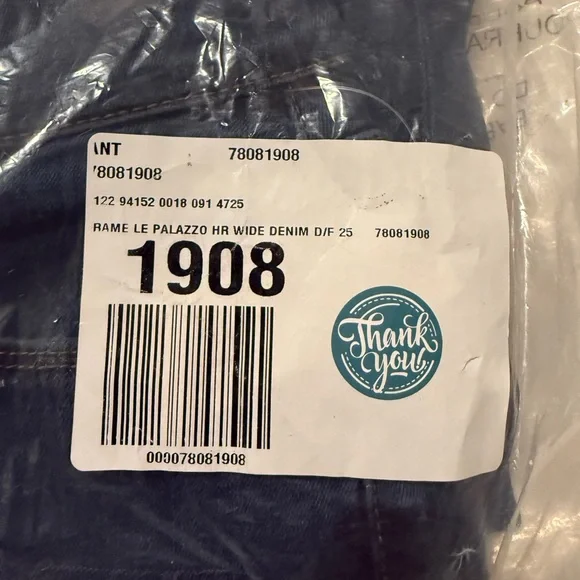 \NT 78081908
78081908
122 94152 0018 091 4725
RAME LE PALAZZO HR WIDE DENIM D/F 25 78081908
1908
Thank
you!
000078081908